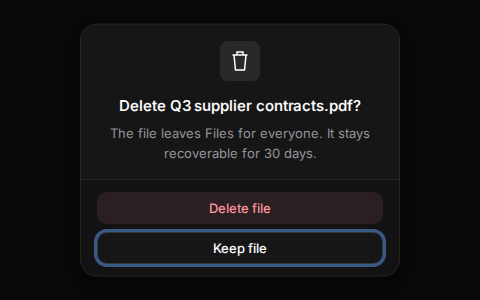 Delete Q3 supplier contracts.pdf?
The file leaves Files for everyone. It stays
recoverable for 30 days.
Delete file
Keep file